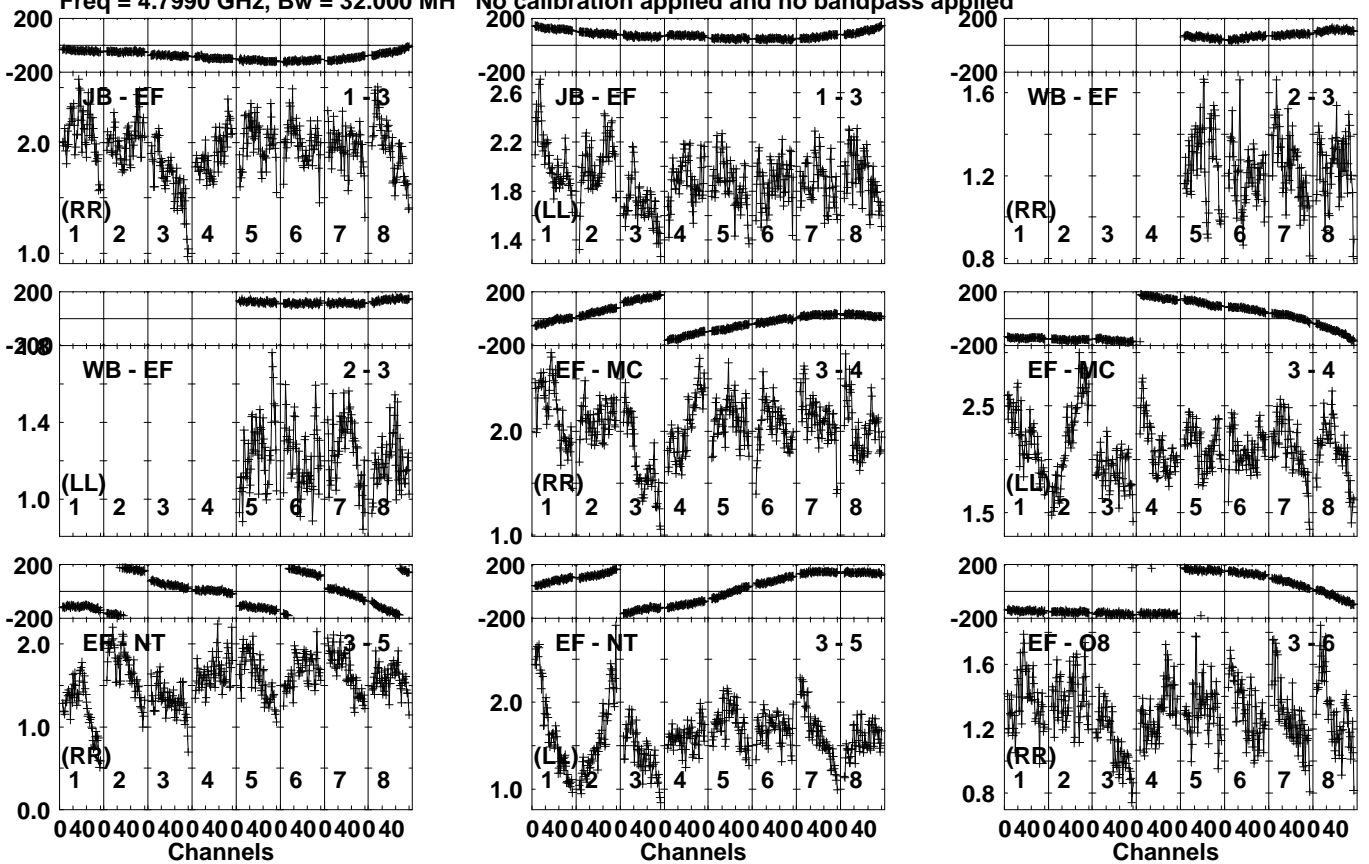 Freq = 4.7990 GHz, Bw = 32.000 MH No calibration applied and no bandpass applied
200
-200
JB - EF 1 - 3
2.0
1.0
(RR)
1 2 3 4 5 6 7 8
200
-200
JB - EF 1 - 3
2.6
2.2
1.8
1.4
(LL)
1 2 3 4 5 6 7 8
200
-200
WB - EF 2 - 3
1.6
1.2
0.8
(RR)
1 2 3 4 5 6 7 8
200
-200
WB - EF 2 - 3
1.4
1.0
(LL)
1 2 3 4 5 6 7 8
200
-200
EF - MC 3 - 4
2.0
1.0
(RR)
1 2 3 4 5 6 7 8
200
-200
EF - MC 3 - 4
2.5
1.5
(LL)
1 2 3 4 5 6 7 8
200
-200
EF - NT 3 - 5
2.0
1.0
0.0
(RR)
1 2 3 4 5 6 7 8
0 40 0 40 0 40 0 40 0 40 0 40 0 40 0 40
Channels
200
-200
EF - NT 3 - 5
2.0
1.0
(LL)
1 2 3 4 5 6 7 8
0 40 0 40 0 40 0 40 0 40 0 40 0 40 0 40
Channels
200
-200
EF - O8 3 - 6
1.6
1.2
0.8
(RR)
1 2 3 4 5 6 7 8
0 40 0 40 0 40 0 40 0 40 0 40 0 40 0 40
Channels